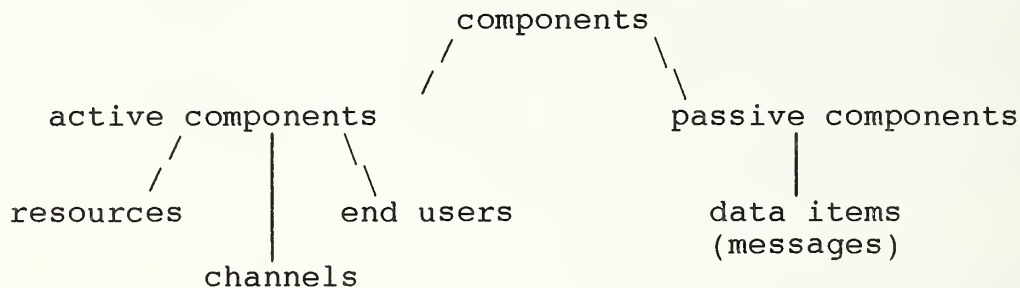 components
active components passive components
resources end users data items
(messages)
channels